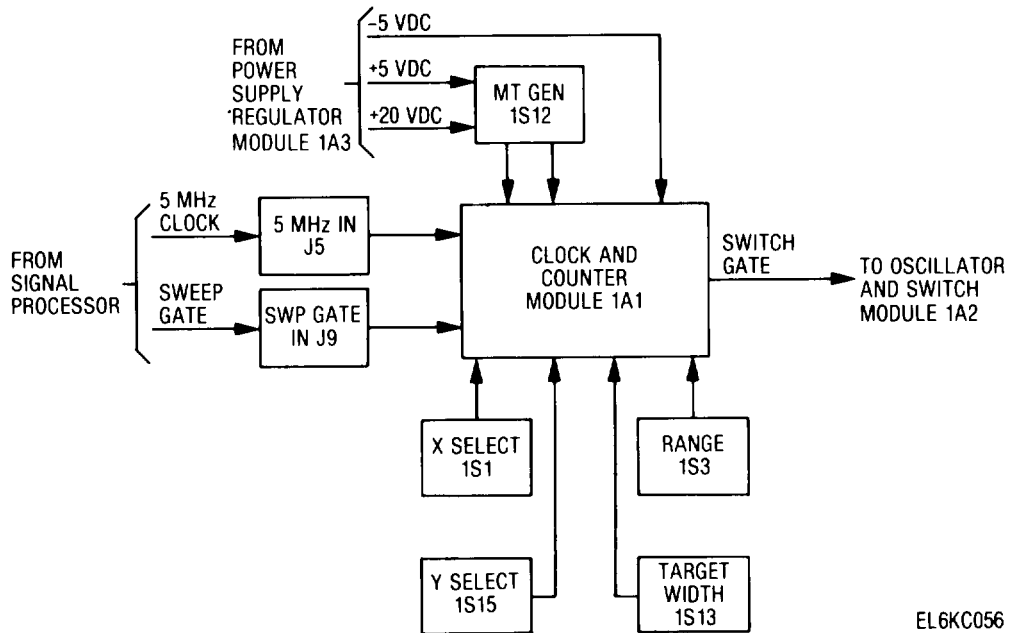 FROM
POWER
SUPPLY
REGULATOR
MODULE 1A3
-5 VDC
+5 VDC
+20 VDC
MT GEN
1S12
FROM
SIGNAL
PROCESSOR
5 MHz
CLOCK
5 MHz IN
J5
SWEEP
GATE
SWP GATE
IN J9
CLOCK AND
COUNTER
MODULE 1A1
SWITCH
GATE
TO OSCILLATOR
AND SWITCH
MODULE 1A2
X SELECT
1S1
RANGE
1S3
Y SELECT
1S15
TARGET
WIDTH
1S13
EL6KC056